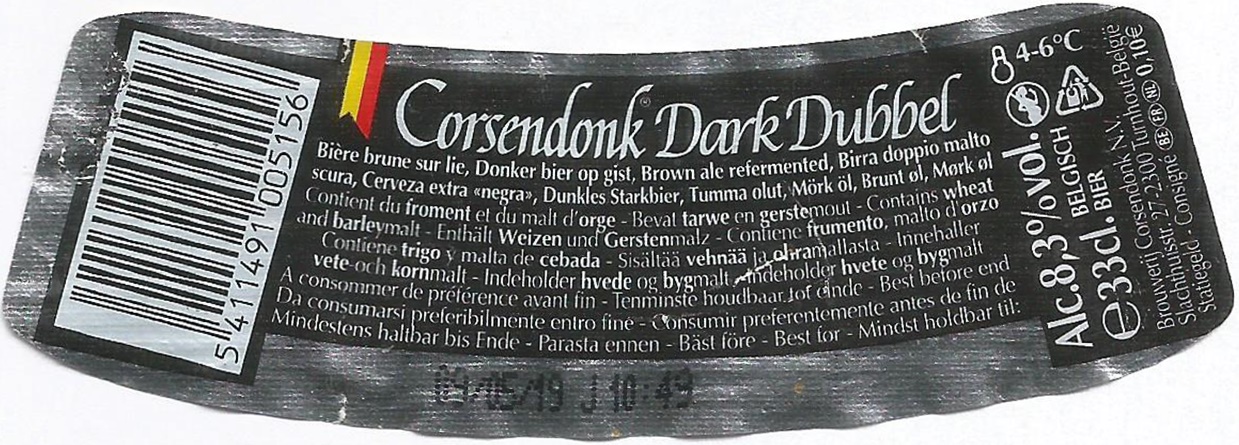 5 411491 005156
Corsendonk® Dark Dubbel
Bière brune sur lie, Donker bier op gist, Brown ale refermented, Birra doppio malto
scura, Cerveza extra «negra», Dunkles Starkbier, Tumma olut, Mörk öl, Brunt øl, Mørk øl
Contient du froment et du malt d'orge - Bevat tarwe en gerstemout - Contains wheat
and barleymalt - Enthält Weizen und Gerstenmalz - Contiene frumento, malto d'orzo
Contiene trigo y malta de cebada - Sisältää vehnää ja ohramallasta - Innehaller
vete-och kornmalt - Indeholder hvede og bygmalt - Indeholder hvete og bygmalt
A consommer de préférence avant fin - Tenminste houdbaar tot einde - Best before end
Da consumarsi preferibilmente entro fine - Consumir preferentemente antes de fin de
Mindestens haltbar bis Ende - Parasta ennen - Bäst före - Best før - Mindst holdbar til:
09/05/19 J 10:49
4-6°C
Alc.8,3%vol.
e33cl. BELGISCH BIER
Brouwerij Corsendonk N.V.
Slachthuisstr. 27-2300 Turnhout-België
Statiegeld - Consigne BE FR NL 0,10€